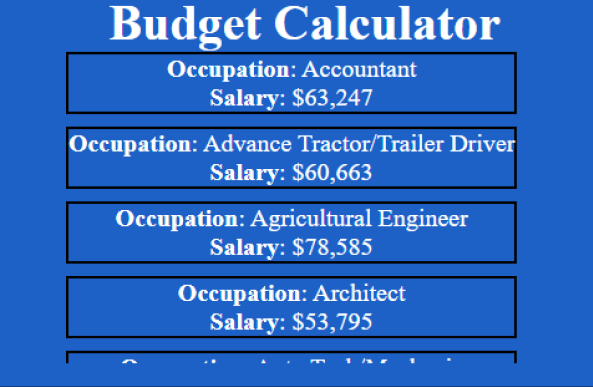 Budget Calculator
Occupation: Accountant
Salary: $63,247
Occupation: Advance Tractor/Trailer Driver
Salary: $60,663
Occupation: Agricultural Engineer
Salary: $78,585
Occupation: Architect
Salary: $53,795